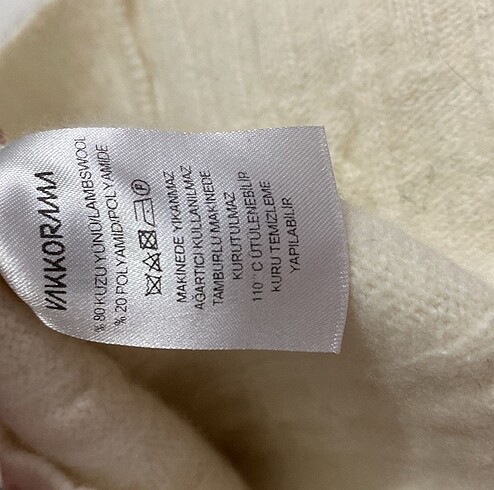 VAKKORAMA
% 80 KUZU YÜNÜ/LAMBSWOOL
% 20 POLYAMID/POLYAMIDE
P
MAKİNEDE YIKANMAZ
AĞARTICI KULLANILMAZ
TAMBURLU MAKİNEDE
KURUTULMAZ
110 °C ÜTÜLENEBİLİR
KURU TEMİZLEME
YAPILABİLİR